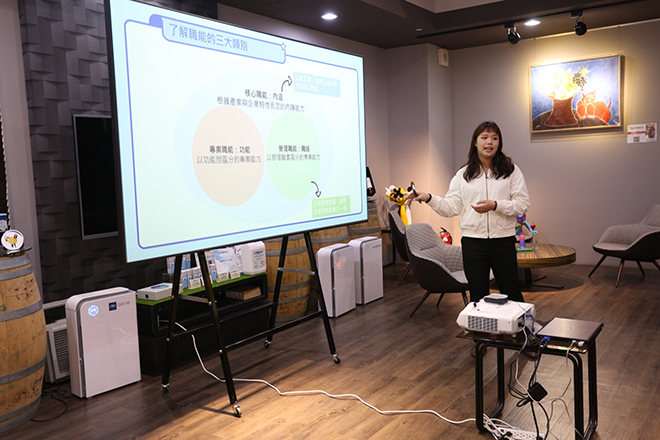 了解職能的三大類別
核心職能：內涵
根據產業與企業特性而定的內隱能力
專業職能：功能
以功能別區分的專業能力
管理職能：職級
以管理職責區分的專業能力